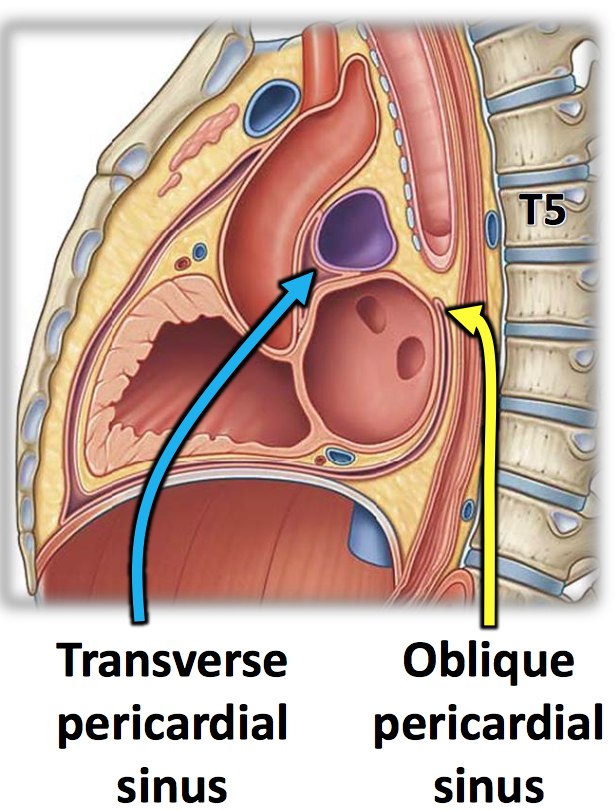 T5
Transverse
pericardial
sinus
Oblique
pericardial
sinus